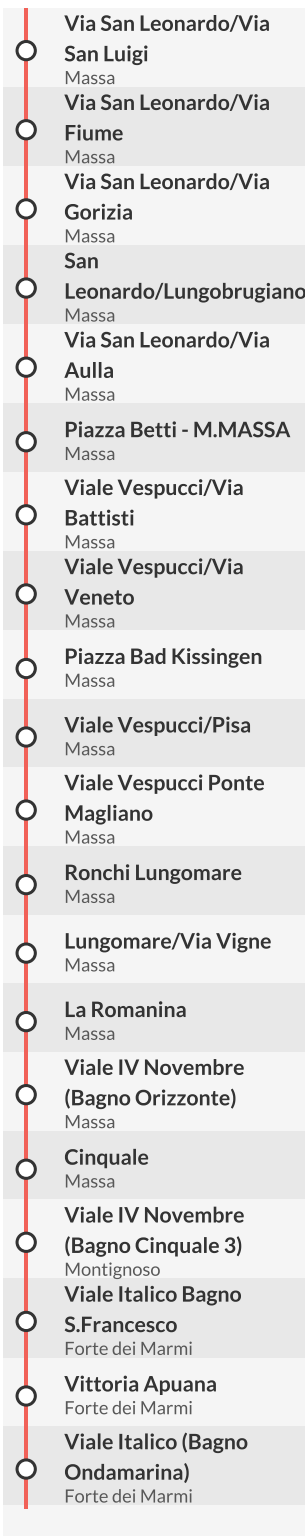 Via San Leonardo/Via
San Luigi
Massa
Via San Leonardo/Via
Fiume
Massa
Via San Leonardo/Via
Gorizia
Massa
San
Leonardo/Lungobrugiano
Massa
Via San Leonardo/Via
Aulla
Massa
Piazza Betti - M.MASSA
Massa
Viale Vespucci/Via
Battisti
Massa
Viale Vespucci/Via
Veneto
Massa
Piazza Bad Kissingen
Massa
Viale Vespucci/Pisa
Massa
Viale Vespucci Ponte
Magliano
Massa
Ronchi Lungomare
Massa
Lungomare/Via Vigne
Massa
La Romanina
Massa
Viale IV Novembre
(Bagno Orizzonte)
Massa
Cinquale
Massa
Viale IV Novembre
(Bagno Cinquale 3)
Montignoso
Viale Italico Bagno
S.Francesco
Forte dei Marmi
Vittoria Apuana
Forte dei Marmi
Viale Italico (Bagno
Ondamarina)
Forte dei Marmi